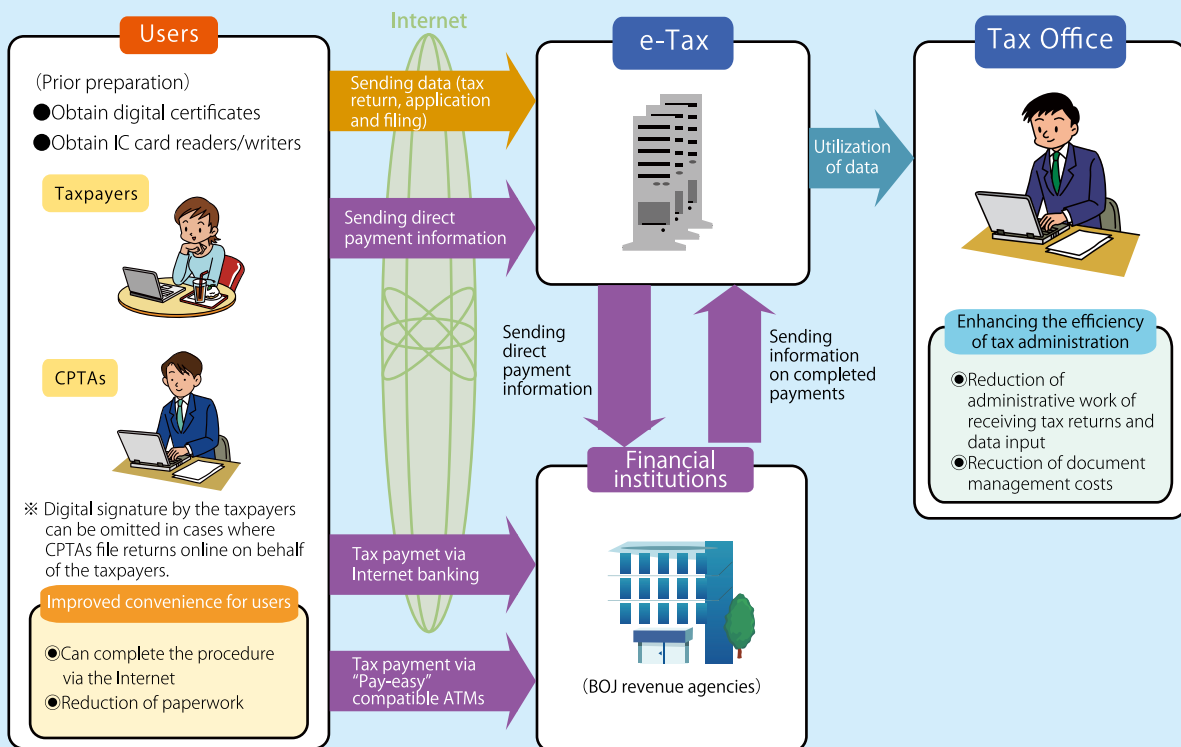 Users
(Prior preparation)
●Obtain digital certificates
●Obtain IC card readers/writers
Taxpayers
CPTAs
※ Digital signature by the taxpayers
can be omitted in cases where
CPTAs file returns online on behalf
of the taxpayers.
Improved convenience for users
◉Can complete the procedure
via the Internet
◉Reduction of paperwork
Internet
Sending data (tax
return, application
and filing)
Sending direct
payment information
Tax paymet via
Internet banking
Tax payment via
“Pay-easy”
compatible ATMs
e-Tax
Sending
direct
payment
information
Sending
information
on completed
payments
Financial
institutions
(BOJ revenue agencies)
Utilization
of data
Tax Office
Enhancing the efficiency
of tax administration
◉Reduction of
administrative work of
receiving tax returns and
data input
◉Recuction of document
management costs